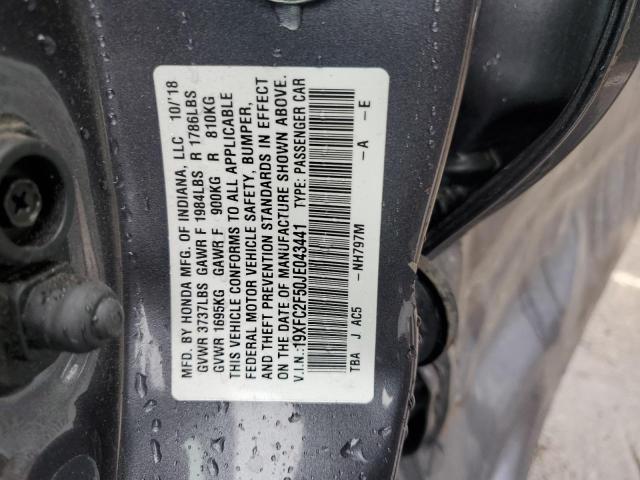 MFD. BY HONDA MFG. OF INDIANA, LLC 10/'18
GVWR 3737LBS GAWR F 1984LBS R 1786LBS
GVWR 1695KG GAWR F 900KG R 810KG
THIS VEHICLE CONFORMS TO ALL APPLICABLE
FEDERAL MOTOR VEHICLE SAFETY, BUMPER,
AND THEFT PREVENTION STANDARDS IN EFFECT
ON THE DATE OF MANUFACTURE SHOWN ABOVE.
V.I.N.: 19XFC2F50JE043441 TYPE: PASSENGER CAR
TBA J AC5 -NH797M -A -E